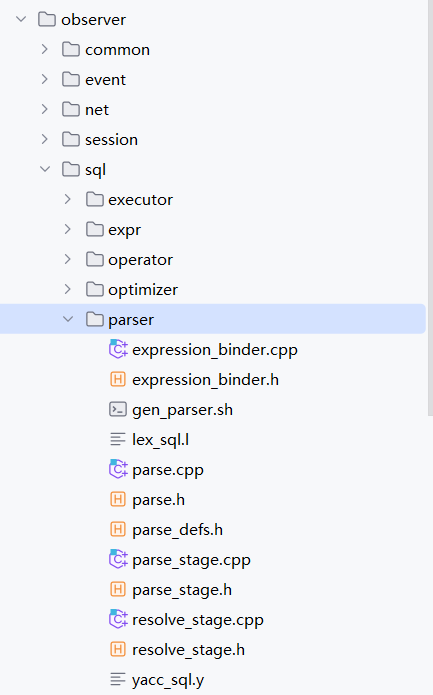 observer
common
event
net
session
sql
executor
expr
operator
optimizer
parser
expression_binder.cpp
expression_binder.h
gen_parser.sh
lex_sql.l
parse.cpp
parse.h
parse_defs.h
parse_stage.cpp
parse_stage.h
resolve_stage.cpp
resolve_stage.h
yacc_sql.y